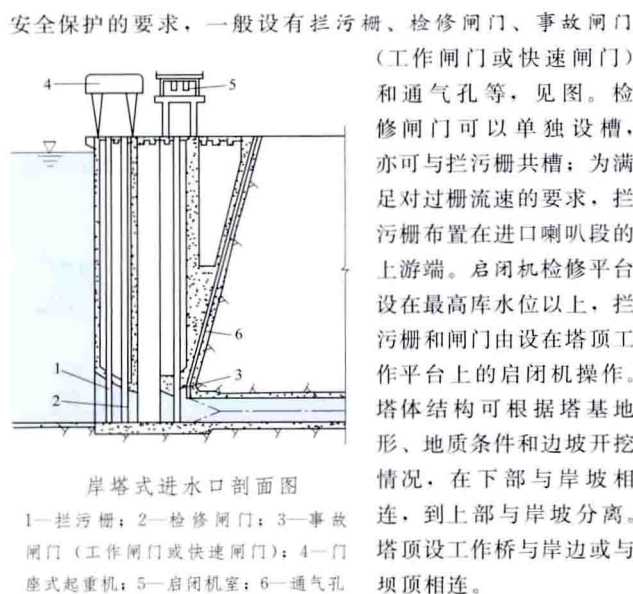 安全保护的要求，一般设有拦污栅、检修闸门、事故闸门
（工作闸门或快速闸门）
和通气孔等，见图。检
修闸门可以单独设槽，
亦可与拦污栅共槽；为满
足对过栅流速的要求，拦
污栅布置在进口喇叭段的
上游端。启闭机检修平台
设在最高库水位以上，拦
污栅和闸门由设在塔顶工
作平台上的启闭机操作。
塔体结构可根据塔基地
形、地质条件和边坡开挖
情况，在下部与岸坡相
连，到上部与岸坡分离。
塔顶设工作桥与岸边或与
坝顶相连。
4
5
6
1
3
2
岸塔式进水口剖面图
1—拦污栅；2—检修闸门；3—事故
闸门（工作闸门或快速闸门）；4—门
座式起重机；5—启闭机室；6—通气孔